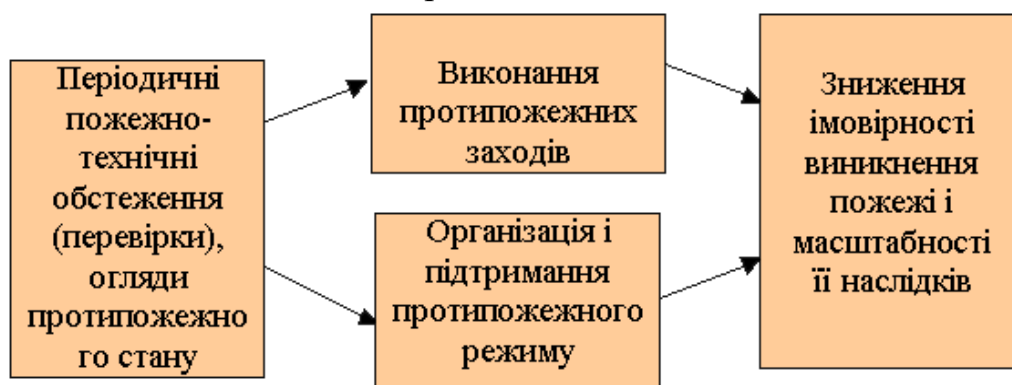 Періодичні
пожежно-
технічні
обстеження
(перевірки),
огляди
протипожежно
го стану
Виконання
протипожежних
заходів
Організація і
підтримання
протипожежного
режиму
Зниження
імовірності
виникнення
пожежі і
масштабності
її наслідків